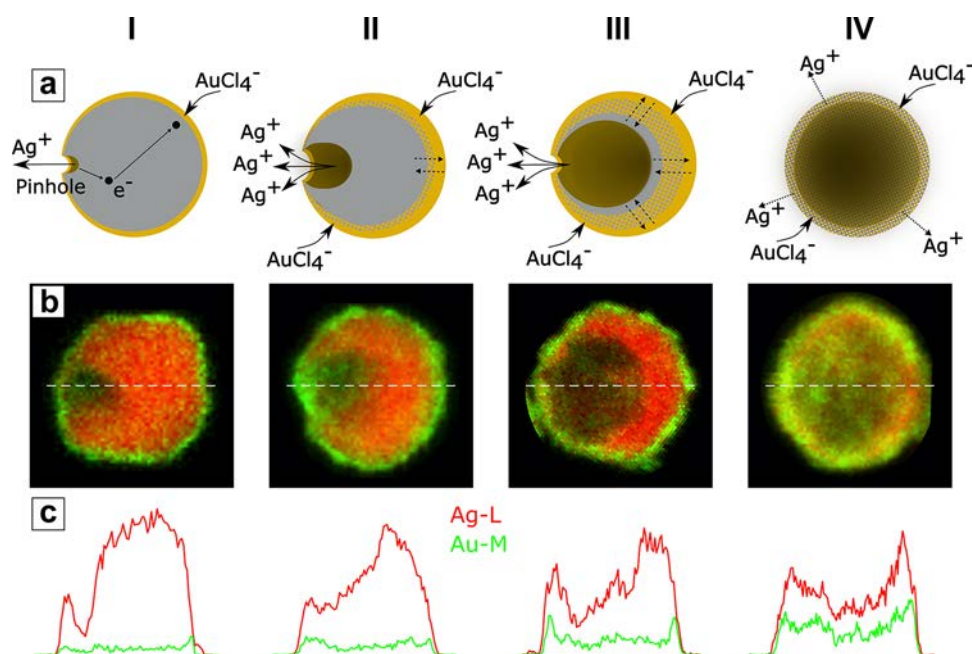 I II III IV
a
AuCl4-
Ag+
Pinhole e-
AuCl4-
Ag+
Ag+
Ag+
AuCl4-
AuCl4-
Ag+
Ag+
Ag+
AuCl4-
Ag+
AuCl4-
Ag+
Ag+
AuCl4-
b
c
Ag-L
Au-M